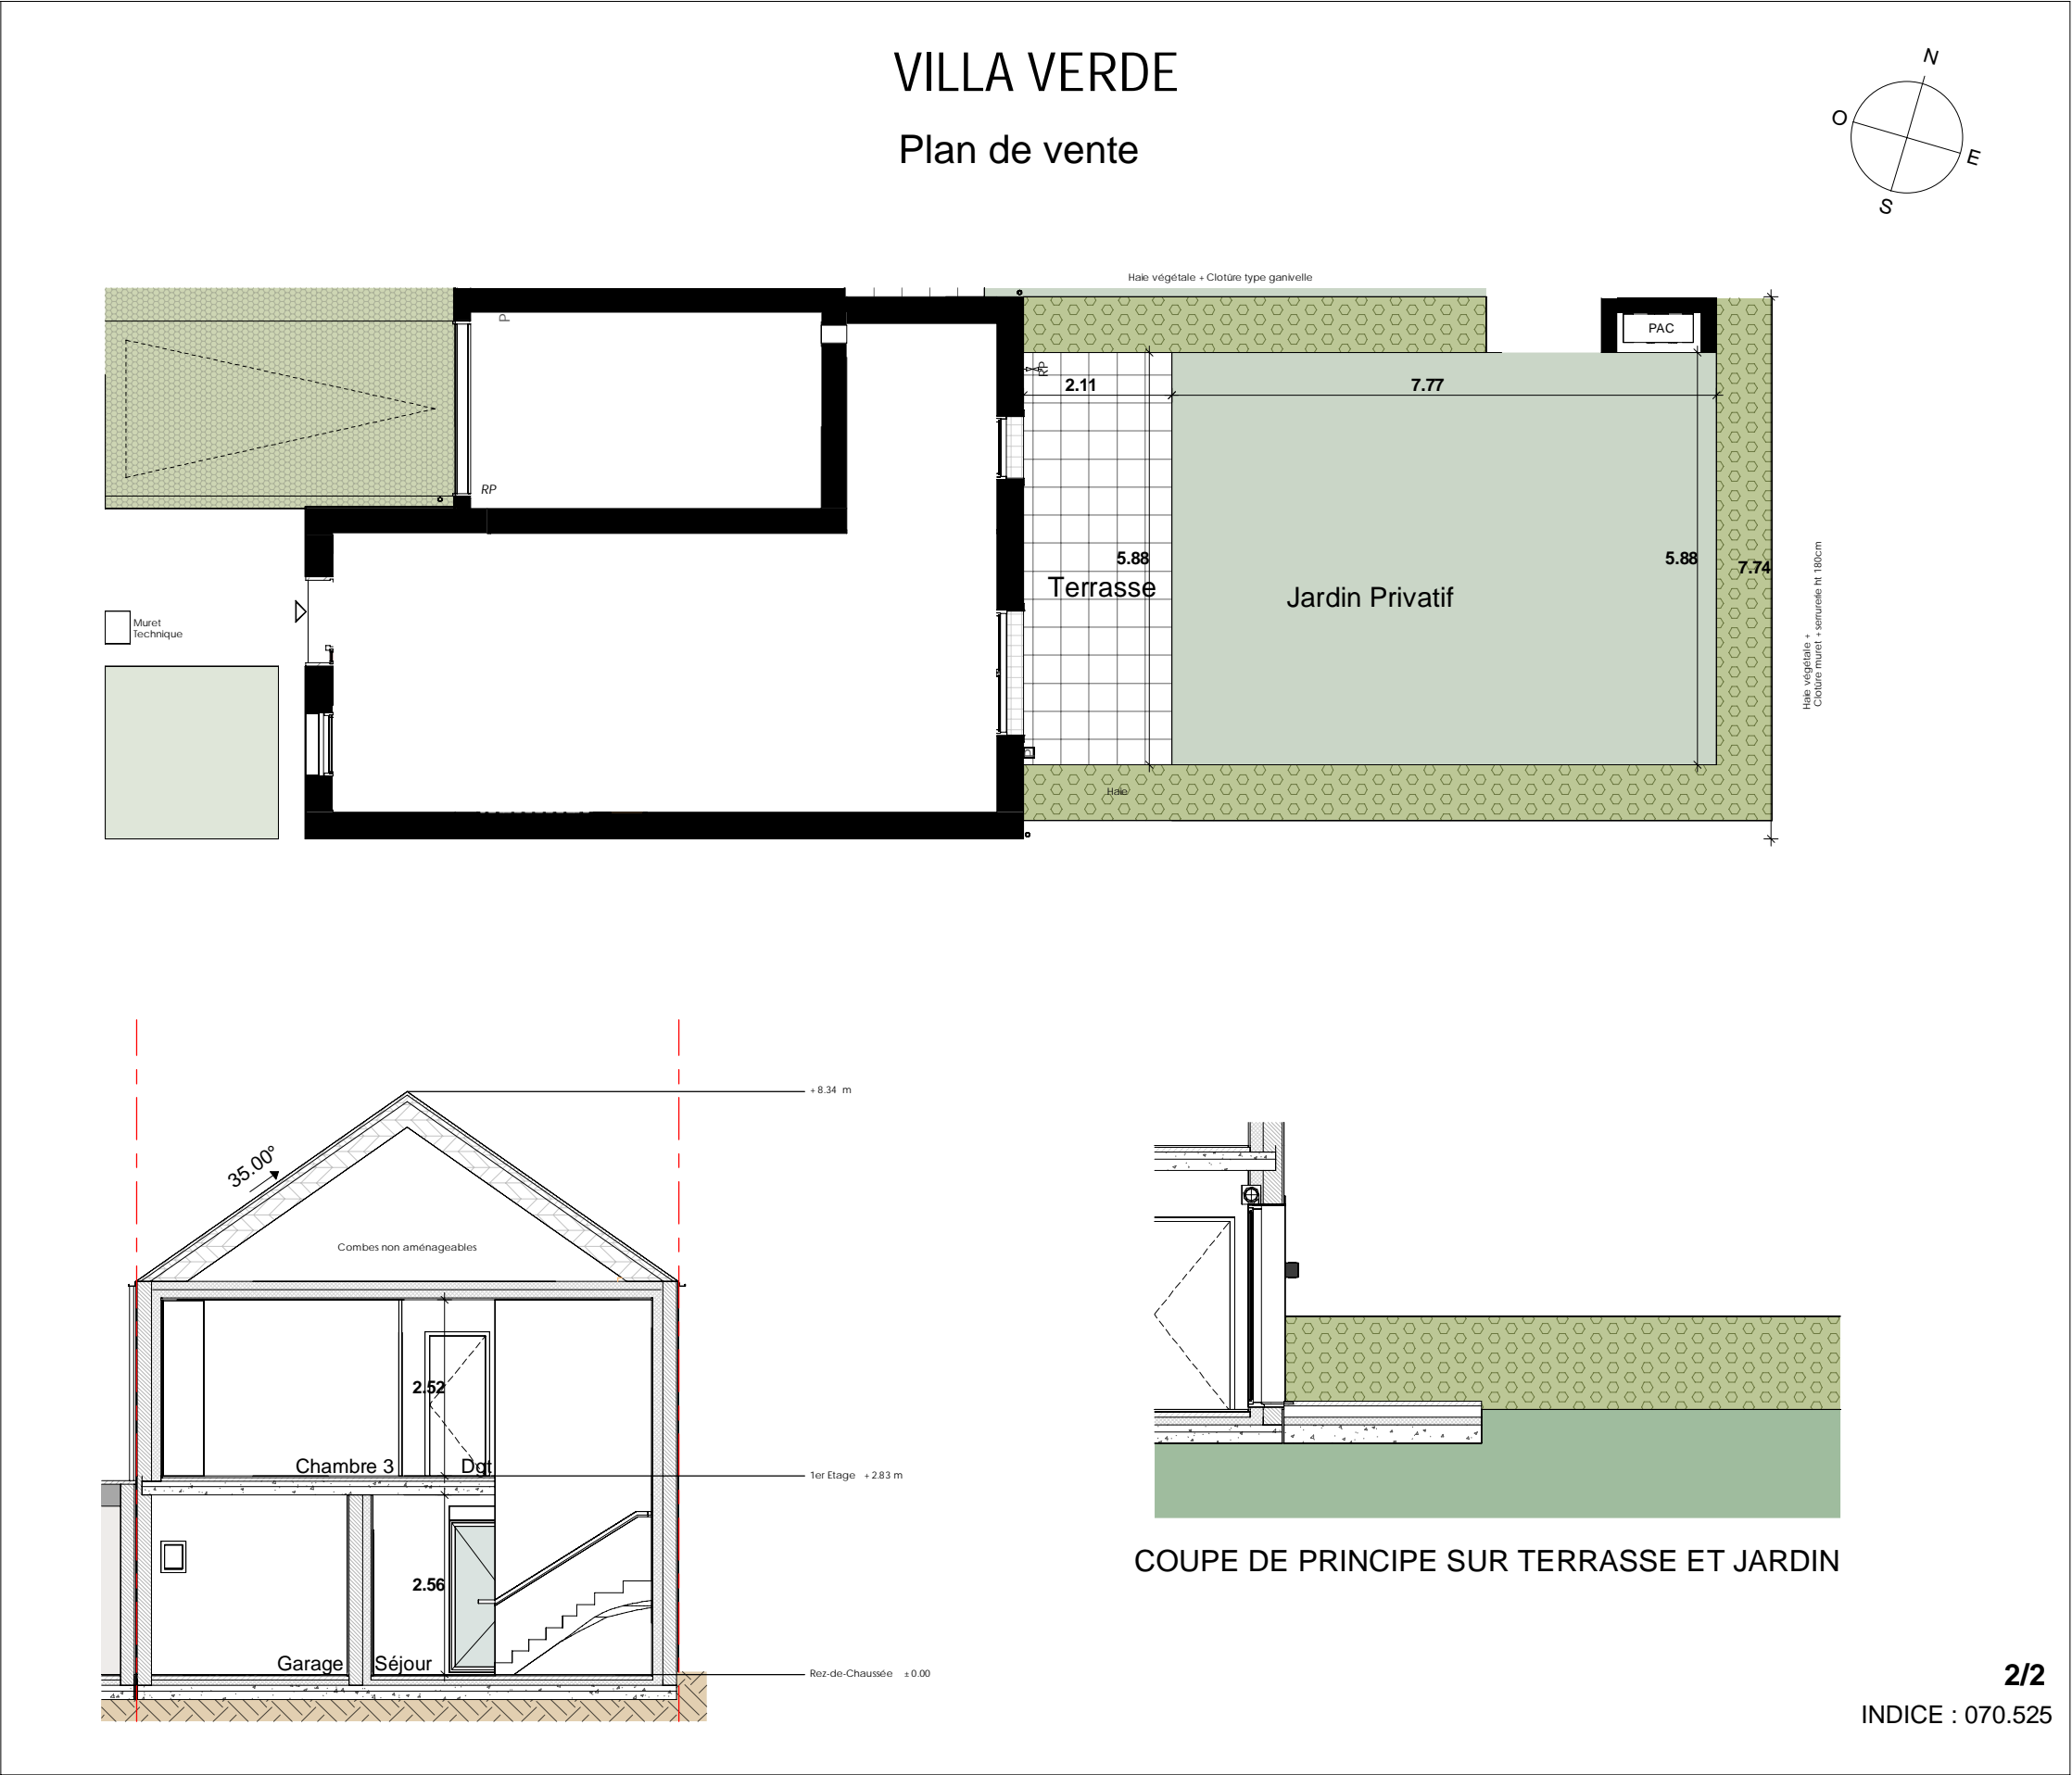 VILLA VERDE
Plan de vente
N
O
E
S
Haie végétale + Clotûre type ganivelle
PAC
P
RP
2.11
7.77
RP
5.88
5.88
7.74
Terrasse
Jardin Privatif
Muret
Technique
Haie végétale +
Clotûre muret + serrurerie ht 180cm
Haie
+ 8.34 m
35.00°
Combes non aménageables
2.52
Chambre 3
Dgt
1er Etage + 2.83 m
2.56
Garage
Séjour
Rez-de-Chaussée ± 0.00
COUPE DE PRINCIPE SUR TERRASSE ET JARDIN
2/2
INDICE : 070.525